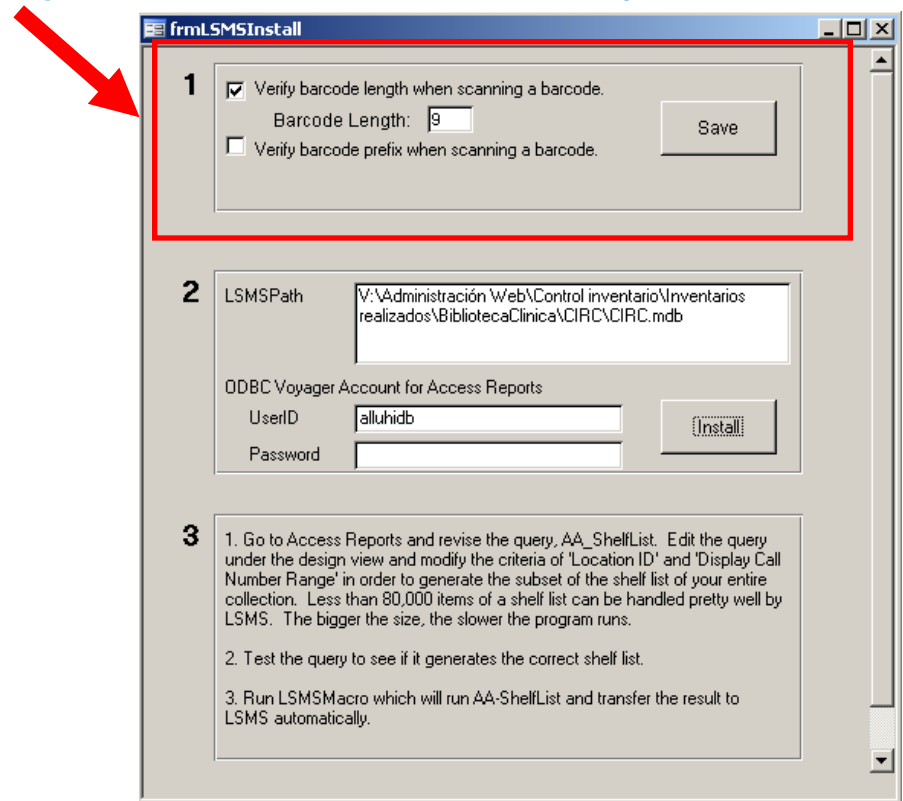 frmLSMSInstall
1
Verify barcode length when scanning a barcode.
Barcode Length: 9
Save
Verify barcode prefix when scanning a barcode.
2
LSMSPath
V:\Administración Web\Control inventario\Inventarios
realizados\BibliotecaClinica\CIRC\CIRC.mdb
ODBC Voyager Account for Access Reports
UserID alluhidb
Install
Password
3
1. Go to Access Reports and revise the query, AA_ShelfList. Edit the query
under the design view and modify the criteria of 'Location ID' and 'Display Call
Number Range' in order to generate the subset of the shelf list of your entire
collection. Less than 80,000 items of a shelf list can be handled pretty well by
LSMS. The bigger the size, the slower the program runs.
2. Test the query to see if it generates the correct shelf list.
3. Run LSMSMacro which will run AA-ShelfList and transfer the result to
LSMS automatically.